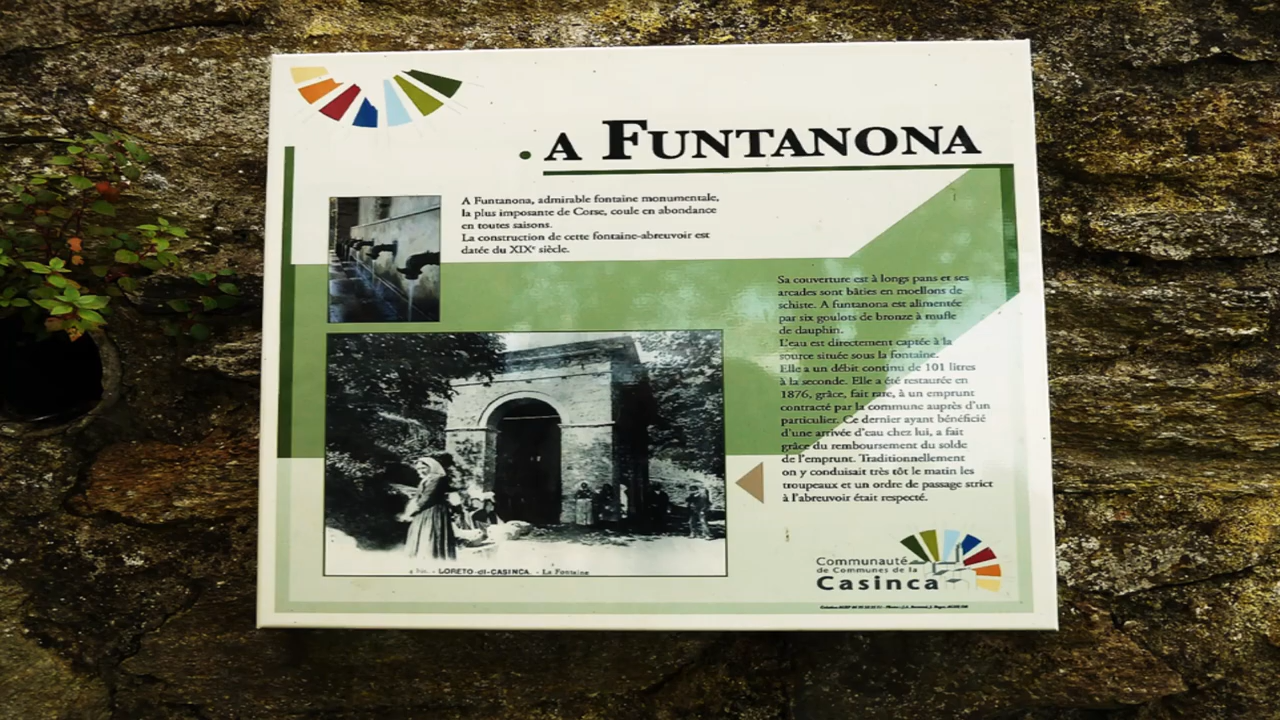 . A FUNTANONA
A Funtanona, admirable fontaine monumentale,
la plus imposante de Corse, coule en abondance
en toutes saisons.
La construction de cette fontaine-abreuvoir est
datée du XIXe siècle.
Sa couverture est à longs pans et ses
arcades sont bâties en moellons de
schiste. A funtanona est alimentée
par six goulots de bronze à mufle
de dauphin.
L'eau est directement captée à la
source située sous la fontaine.
Elle a un débit continu de 101 litres
à la seconde. Elle a été restaurée en
1876, grâce, fait rare, à un emprunt
contracté par la commune auprès d'un
particulier. Ce dernier ayant bénéficié
d'une arrivée d'eau chez lui, a fait
grâce du remboursement du solde
de l'emprunt. Traditionnellement
on y conduisait très tôt le matin les
troupeaux et un ordre de passage strict
à l'abreuvoir était respecté.
4 bis. - LORETO-di-CASINCA. - La Fontaine
Communauté
de Communes de la
Casinca